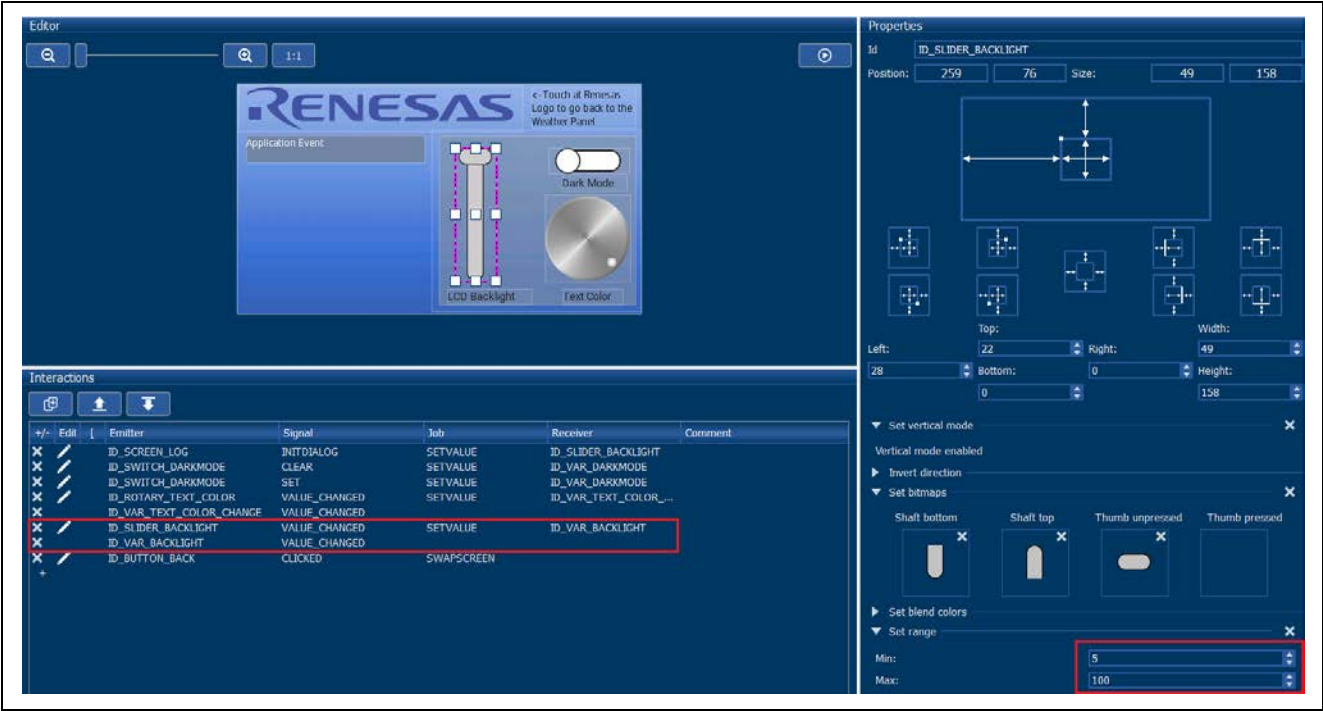 Editor
1:1
RENESAS
<-Touch at Renesas
Logo to go back to the
Weather Panel
Application Event
Dark Mode
LCD Backlight
Text Color
Interactions
+/- Edit [ Emitter Signal Job Receiver Comment
ID_SCREEN_LOG INITDIALOG SETVALUE ID_SLIDER_BACKLIGHT
ID_SWITCH_DARKMODE CLEAR SETVALUE ID_VAR_DARKMODE
ID_SWITCH_DARKMODE SET SETVALUE ID_VAR_DARKMODE
ID_ROTARY_TEXT_COLOR VALUE_CHANGED SETVALUE ID_VAR_TEXT_COLOR_...
ID_VAR_TEXT_COLOR_CHANGE VALUE_CHANGED
ID_SLIDER_BACKLIGHT VALUE_CHANGED SETVALUE ID_VAR_BACKLIGHT
ID_VAR_BACKLIGHT VALUE_CHANGED
ID_BUTTON_BACK CLICKED SWAPSCREEN
+
Properties
Id ID_SLIDER_BACKLIGHT
Position: 259 76 Size: 49 158
Top: Width:
Left: 22 Right: 49
28 Bottom: 0 Height:
0 158
Set vertical mode
Vertical mode enabled
Invert direction
Set bitmaps
Shaft bottom Shaft top Thumb unpressed Thumb pressed
Set blend colors
Set range
Min: 5
Max: 100